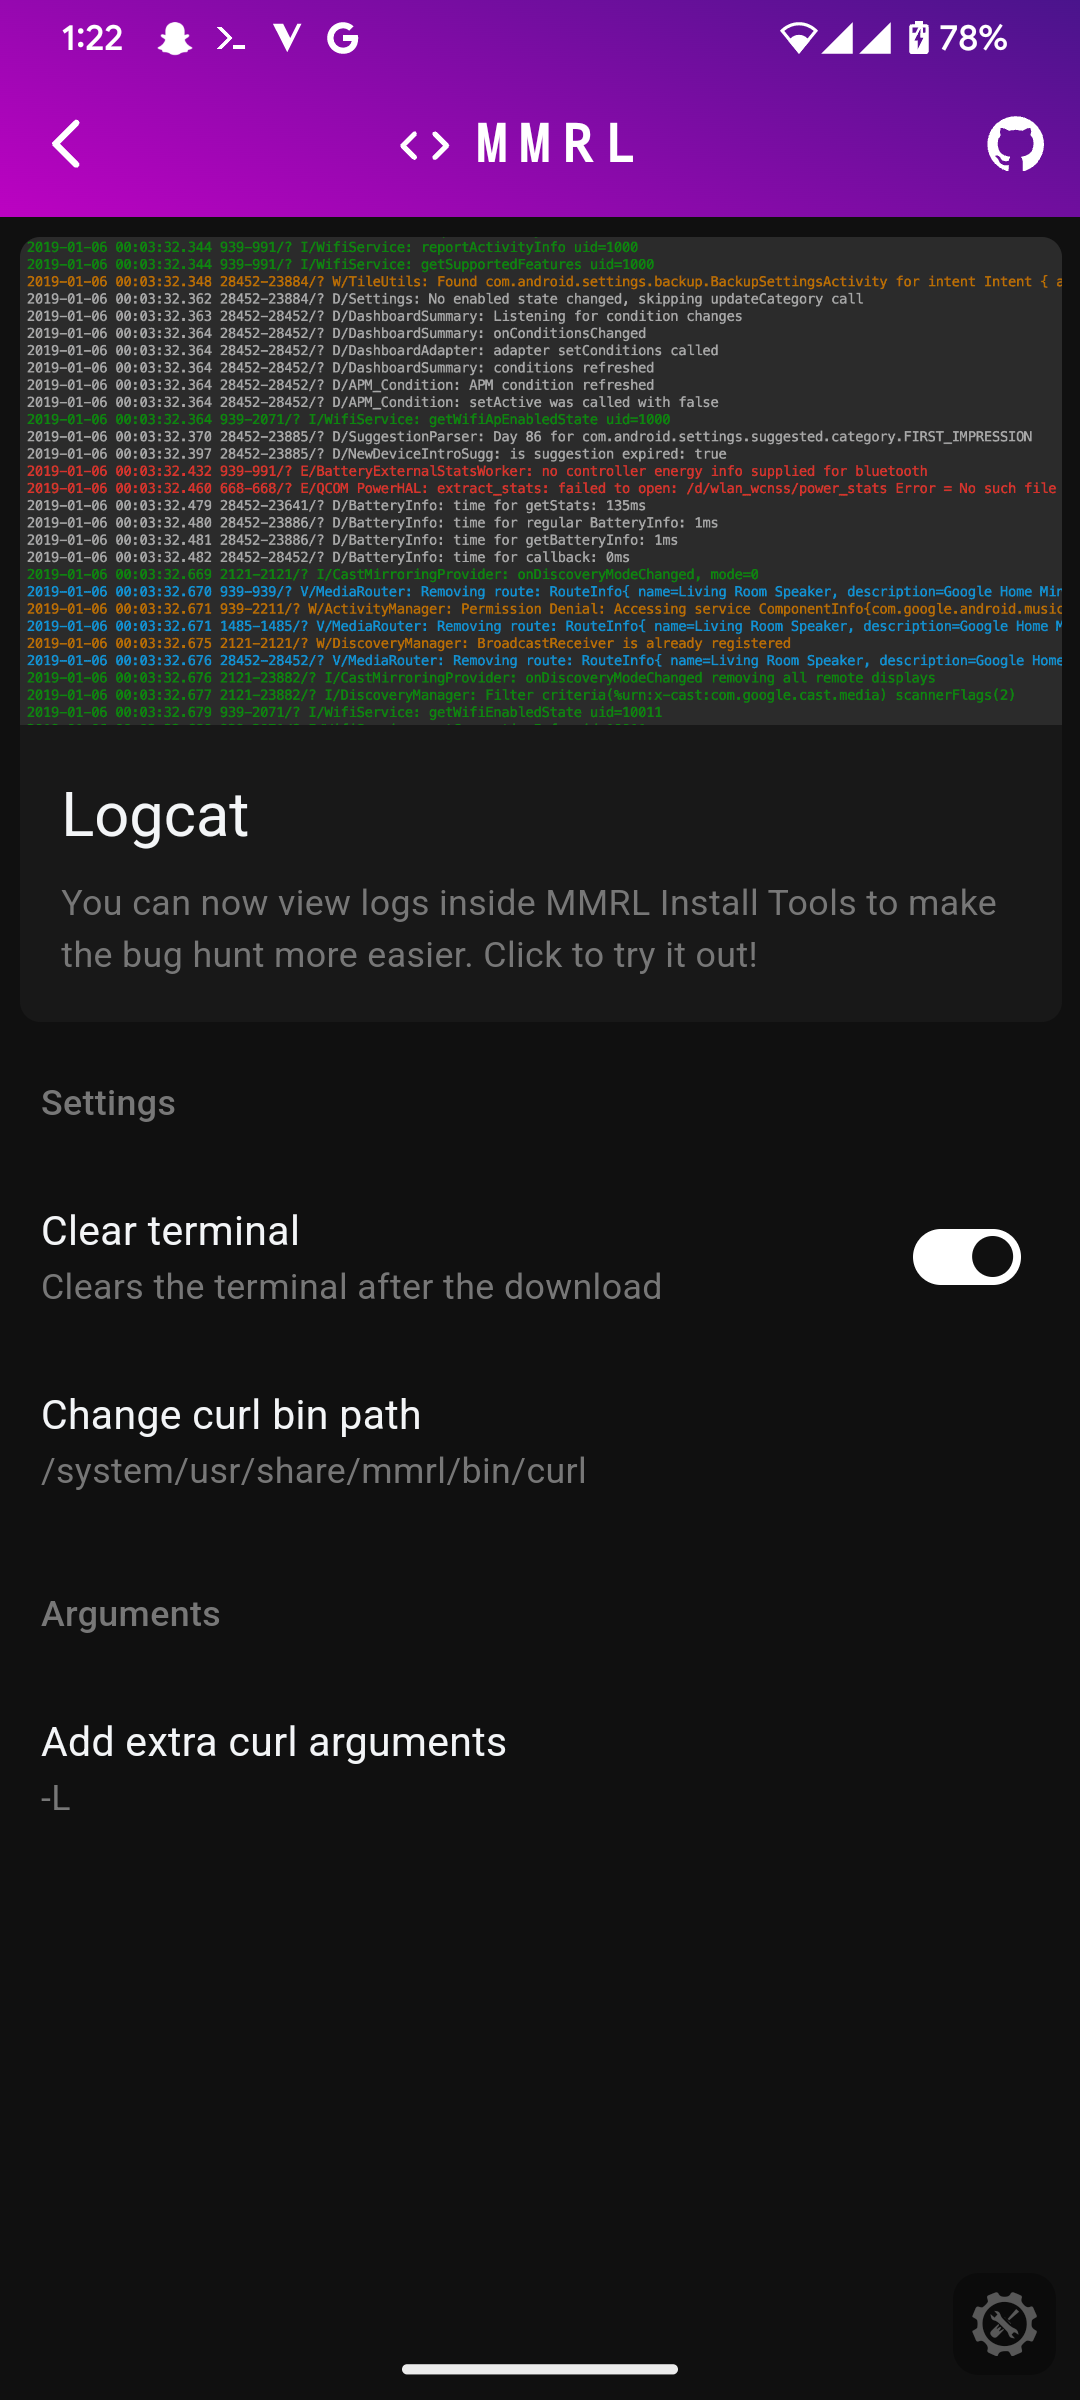 1:22
78%
<> MMRL
2019-01-06 00:03:32.344 939-991/? I/WifiService: reportActivityInfo uid=1000
2019-01-06 00:03:32.344 939-991/? I/WifiService: getSupportedFeatures uid=1000
2019-01-06 00:03:32.348 28452-23884/? W/TileUtils: Found com.android.settings.backup.BackupSettingsActivity for intent Intent { a
2019-01-06 00:03:32.362 28452-23884/? D/Settings: No enabled state changed, skipping updateCategory call
2019-01-06 00:03:32.363 28452-28452/? D/DashboardSummary: Listening for condition changes
2019-01-06 00:03:32.364 28452-28452/? D/DashboardSummary: onConditionsChanged
2019-01-06 00:03:32.364 28452-28452/? D/DashboardAdapter: adapter setConditions called
2019-01-06 00:03:32.364 28452-28452/? D/DashboardSummary: conditions refreshed
2019-01-06 00:03:32.364 28452-28452/? D/APM_Condition: APM condition refreshed
2019-01-06 00:03:32.364 28452-28452/? D/APM_Condition: setActive was called with false
2019-01-06 00:03:32.364 939-2071/? I/WifiService: getWifiApEnabledState uid=1000
2019-01-06 00:03:32.370 28452-23885/? D/SuggestionParser: Day 86 for com.android.settings.suggested.category.FIRST_IMPRESSION
2019-01-06 00:03:32.397 28452-23885/? D/NewDeviceIntroSugg: is suggestion expired: true
2019-01-06 00:03:32.432 939-991/? E/BatteryExternalStatsWorker: no controller energy info supplied for bluetooth
2019-01-06 00:03:32.460 668-668/? E/QCOM PowerHAL: extract_stats: failed to open: /d/wlan_wcnss/power_stats Error = No such file
2019-01-06 00:03:32.479 28452-23641/? D/BatteryInfo: time for getStats: 135ms
2019-01-06 00:03:32.480 28452-23886/? D/BatteryInfo: time for regular BatteryInfo: 1ms
2019-01-06 00:03:32.481 28452-23886/? D/BatteryInfo: time for getBatteryInfo: 1ms
2019-01-06 00:03:32.482 28452-28452/? D/BatteryInfo: time for callback: 0ms
2019-01-06 00:03:32.669 2121-2121/? I/CastMirroringProvider: onDiscoveryModeChanged, mode=0
2019-01-06 00:03:32.670 939-939/? V/MediaRouter: Removing route: RouteInfo{ name=Living Room Speaker, description=Google Home Min
2019-01-06 00:03:32.671 939-2211/? W/ActivityManager: Permission Denial: Accessing service ComponentInfo{com.google.android.music
2019-01-06 00:03:32.671 1485-1485/? V/MediaRouter: Removing route: RouteInfo{ name=Living Room Speaker, description=Google Home M
2019-01-06 00:03:32.675 2121-2121/? W/DiscoveryManager: BroadcastReceiver is already registered
2019-01-06 00:03:32.676 28452-28452/? V/MediaRouter: Removing route: RouteInfo{ name=Living Room Speaker, description=Google Home
2019-01-06 00:03:32.676 2121-23882/? I/CastMirroringProvider: onDiscoveryModeChanged removing all remote displays
2019-01-06 00:03:32.677 2121-23882/? I/DiscoveryManager: Filter criteria(%urn:x-cast:com.google.cast.media) scannerFlags(2)
2019-01-06 00:03:32.679 939-2071/? I/WifiService: getWifiEnabledState uid=10011
Logcat
You can now view logs inside MMRL Install Tools to make
the bug hunt more easier. Click to try it out!
Settings
Clear terminal
Clears the terminal after the download
Change curl bin path
/system/usr/share/mmrl/bin/curl
Arguments
Add extra curl arguments
-L